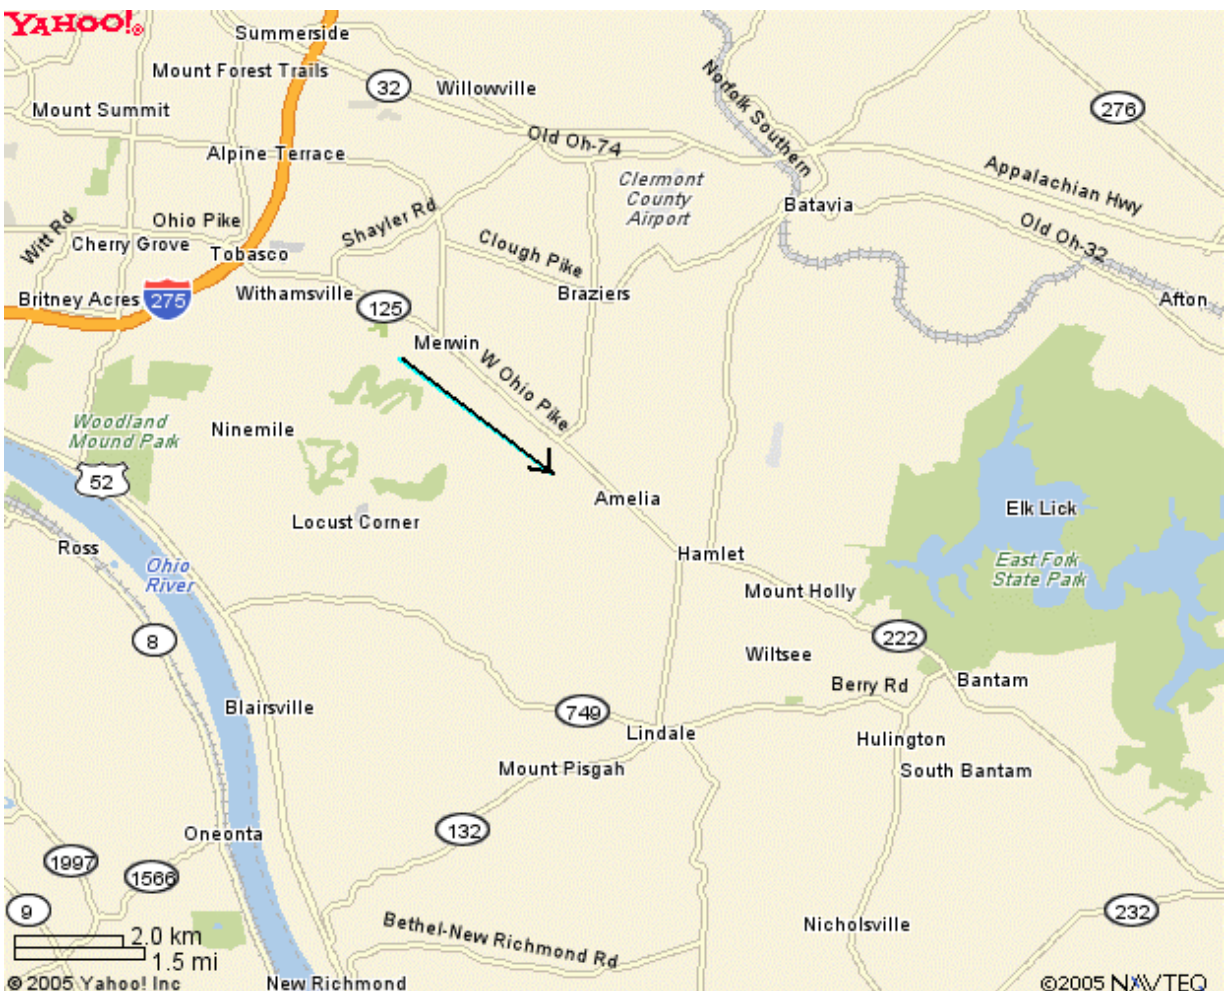 YAHOO!®
Summerside
Mount Forest Trails
32
Willowville
Norfolk Southern
276
Mount Summit
Old Oh-74
Alpine Terrace
Appalachian Hwy
Clermont
County
Airport
Batavia
Witt Rd
Ohio Pike
Shayler Rd
Old Oh-32
Cherry Grove
Tobasco
Clough Pike
Britney Acres
275
Withamsville
Braziers
Afton
125
Merwin
W Ohio Pike
Woodland
Mound Park
Ninemile
52
Amelia
Elk Lick
Locust Corner
Ross
Ohio
River
Hamlet
East Fork
State Park
Mount Holly
8
222
Wiltsee
Berry Rd
Bantam
Blairsville
749
Lindale
Hulington
Mount Pisgah
South Bantam
Oneonta
132
1997
1566
9
232
Bethel-New Richmond Rd
Nicholsville
2.0 km
1.5 mi
© 2005 Yahoo! Inc
New Richmond
©2005 NAVTEQ